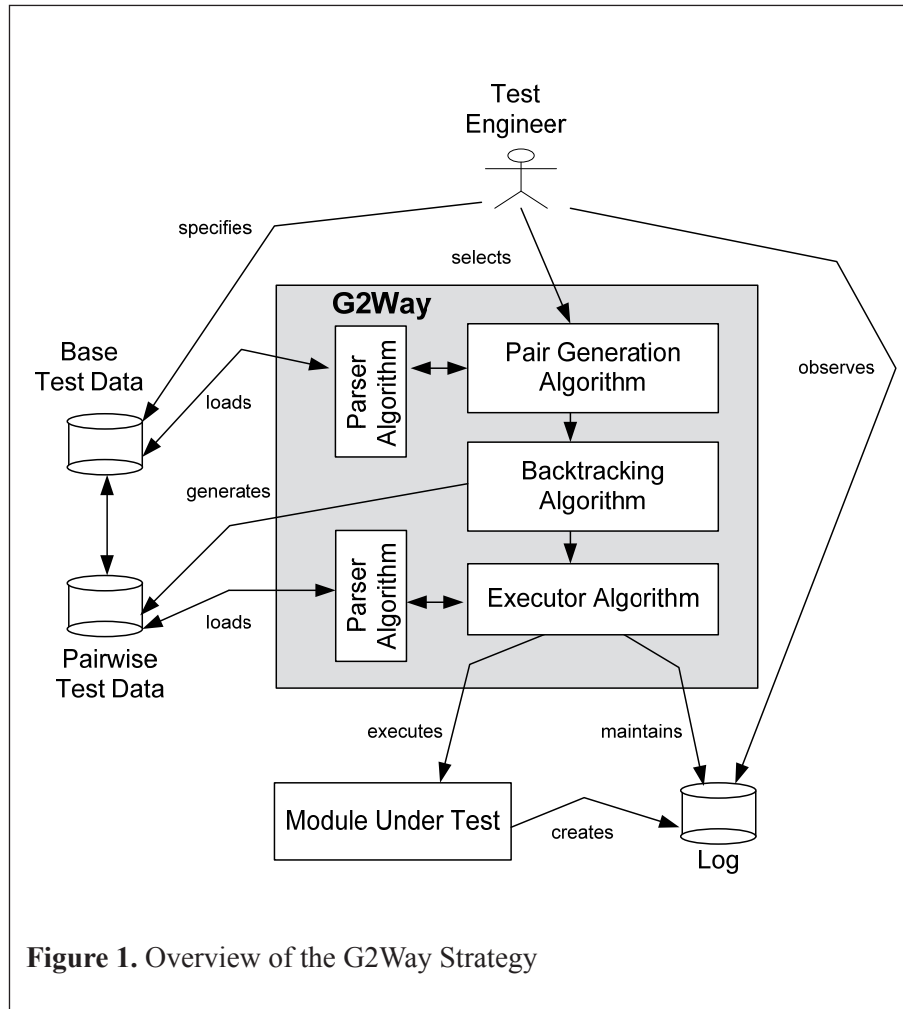 Test
Engineer
specifies
selects
G2Way
Parser
Algorithm
Pair Generation
Algorithm
Base
Test Data
loads
observes
Backtracking
Algorithm
generates
Parser
Algorithm
Executor Algorithm
loads
Pairwise
Test Data
executes
maintains
Module Under Test
creates
Log
Figure 1. Overview of the G2Way Strategy